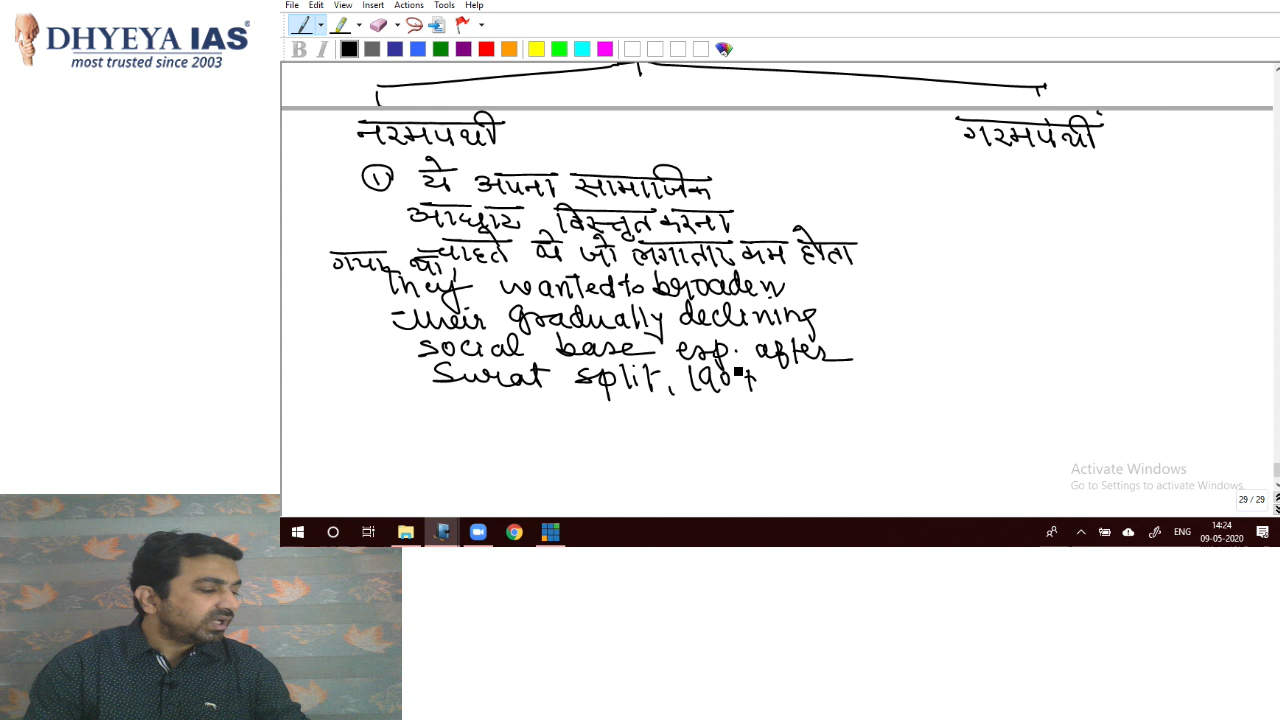 DHYEYA IAS®
most trusted since 2003
File Edit View Insert Actions Tools Help
B I
नरमपंथी गरमपंथी
① ये अपना सामाजिक
आधार विस्तृत करना
चाहते थे जो लगातार कम होता
गया था।
They wanted to broaden
their gradually declining
social base esp. after
Surat split, 1907
Activate Windows
Go to Settings to activate Windows.
29 / 29
ENG 14:24
09-05-2020